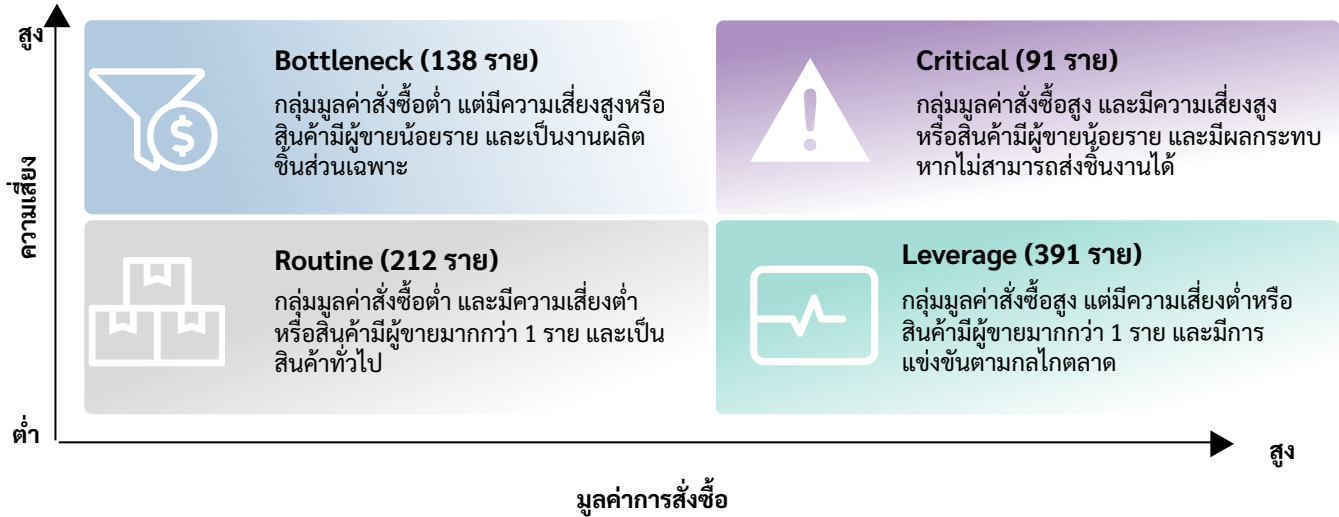 สูง
Bottleneck (138 ราย)
กลุ่มมูลค่าสั่งซื้อต่ำ แต่มีความเสี่ยงสูงหรือ
สินค้ามีผู้ขายน้อยราย และเป็นงานผลิต
ชิ้นส่วนเฉพาะ
Critical (91 ราย)
กลุ่มมูลค่าสั่งซื้อสูง และมีความเสี่ยงสูง
หรือสินค้ามีผู้ขายน้อยราย และมีผลกระทบ
หากไม่สามารถส่งชิ้นงานได้
ความเสี่ยง
Routine (212 ราย)
กลุ่มมูลค่าสั่งซื้อต่ำ และมีความเสี่ยงต่ำ
หรือสินค้ามีผู้ขายมากกว่า 1 ราย และเป็น
สินค้าทั่วไป
Leverage (391 ราย)
กลุ่มมูลค่าสั่งซื้อสูง แต่มีความเสี่ยงต่ำหรือ
สินค้ามีผู้ขายมากกว่า 1 ราย และมีการ
แข่งขันตามกลไกตลาด
ต่ำ
สูง
มูลค่าการสั่งซื้อ